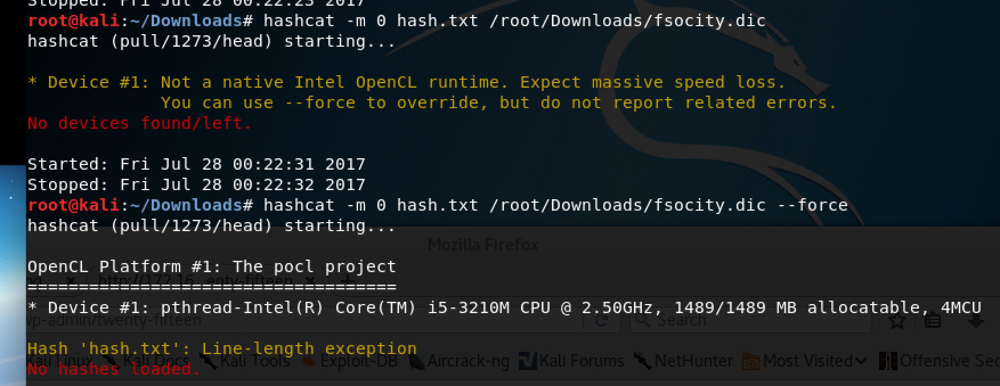 Stopped: Fri Jul 28 00:22:23 2017
root@kali:~/Downloads# hashcat -m 0 hash.txt /root/Downloads/fsocity.dic
hashcat (pull/1273/head) starting...
* Device #1: Not a native Intel OpenCL runtime. Expect massive speed loss.
You can use --force to override, but do not report related errors.
No devices found/left.
Started: Fri Jul 28 00:22:31 2017
Stopped: Fri Jul 28 00:22:32 2017
root@kali:~/Downloads# hashcat -m 0 hash.txt /root/Downloads/fsocity.dic --force
hashcat (pull/1273/head) starting...
Mozilla Firefox
OpenCL Platform #1: The pocl project
http://172.16...enty-fifteen
====================================
* Device #1: pthread-Intel(R) Core(TM) i5-3210M CPU @ 2.50GHz, 1489/1489 MB allocatable, 4MCU
wp-admin/twenty-fifteen Search
Hash 'hash.txt': Line-length exception
Kali Linux Kali Docs Kali Tools Exploit-DB Aircrack-ng Kali Forums NetHunter Most Visited Offensive Sec
No hashes loaded.